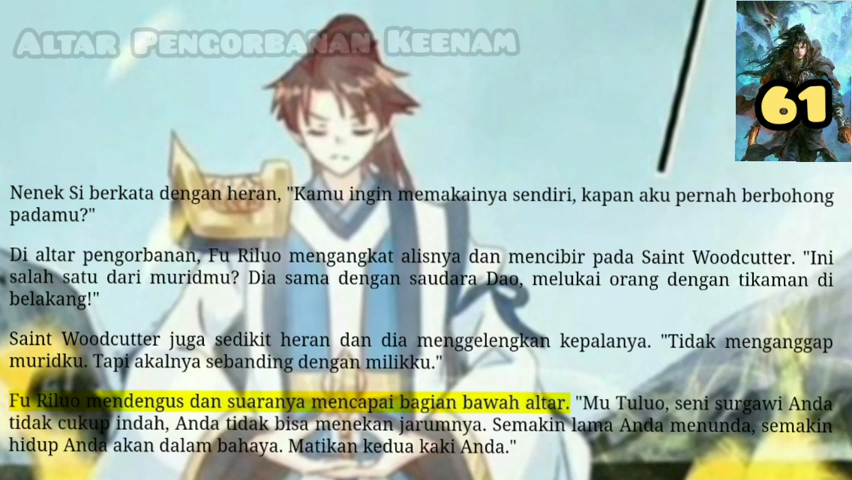 Altar Pengorbanan Keenam
61
Nenek Si berkata dengan heran, "Kamu ingin memakainya sendiri, kapan aku pernah berbohong
padamu?"
Di altar pengorbanan, Fu Riluo mengangkat alisnya dan mencibir pada Saint Woodcutter. "Ini
salah satu dari muridmu? Dia sama dengan saudara Dao, melukai orang dengan tikaman di
belakang!"
Saint Woodcutter juga sedikit heran dan dia menggelengkan kepalanya. "Tidak menganggap
muridku. Tapi akalnya sebanding dengan milikku."
Fu Riluo mendengus dan suaranya mencapai bagian bawah altar. "Mu Tuluo, seni surgawi Anda
tidak cukup indah, Anda tidak bisa menekan jarumnya. Semakin lama Anda menunda, semakin
hidup Anda akan dalam bahaya. Matikan kedua kaki Anda."